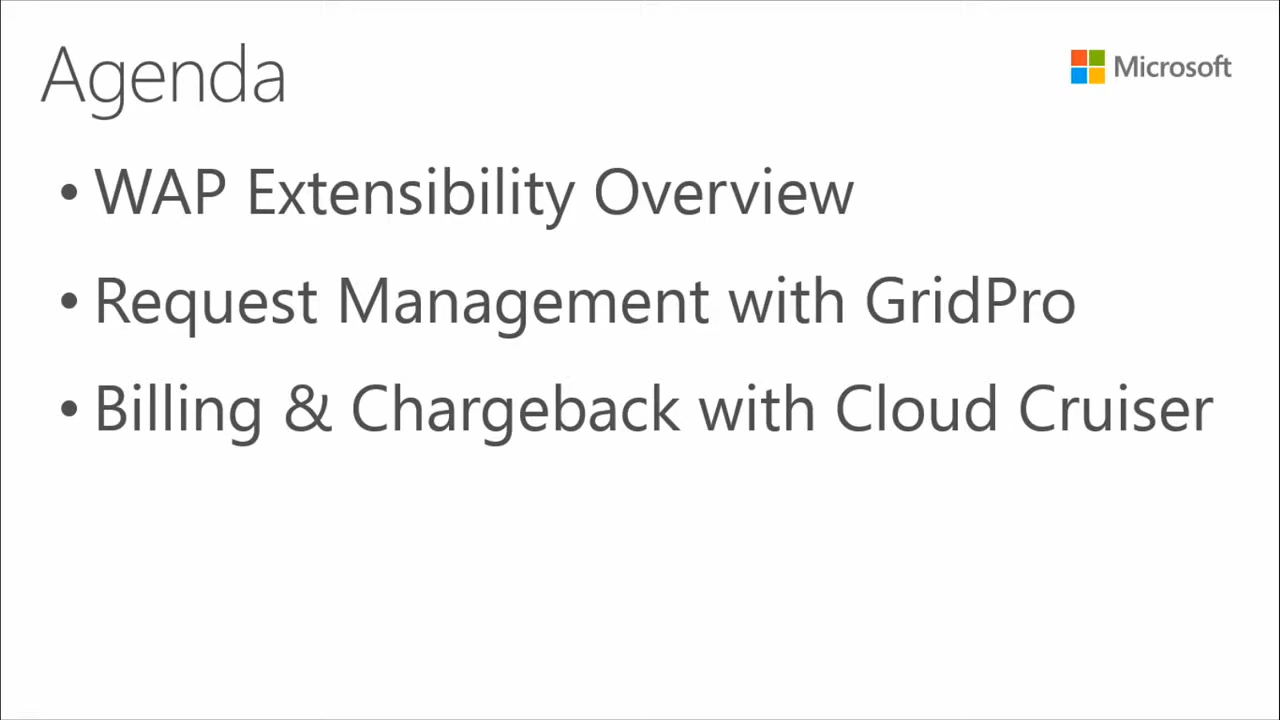 Agenda
Microsoft
• WAP Extensibility Overview
• Request Management with GridPro
• Billing & Chargeback with Cloud Cruiser